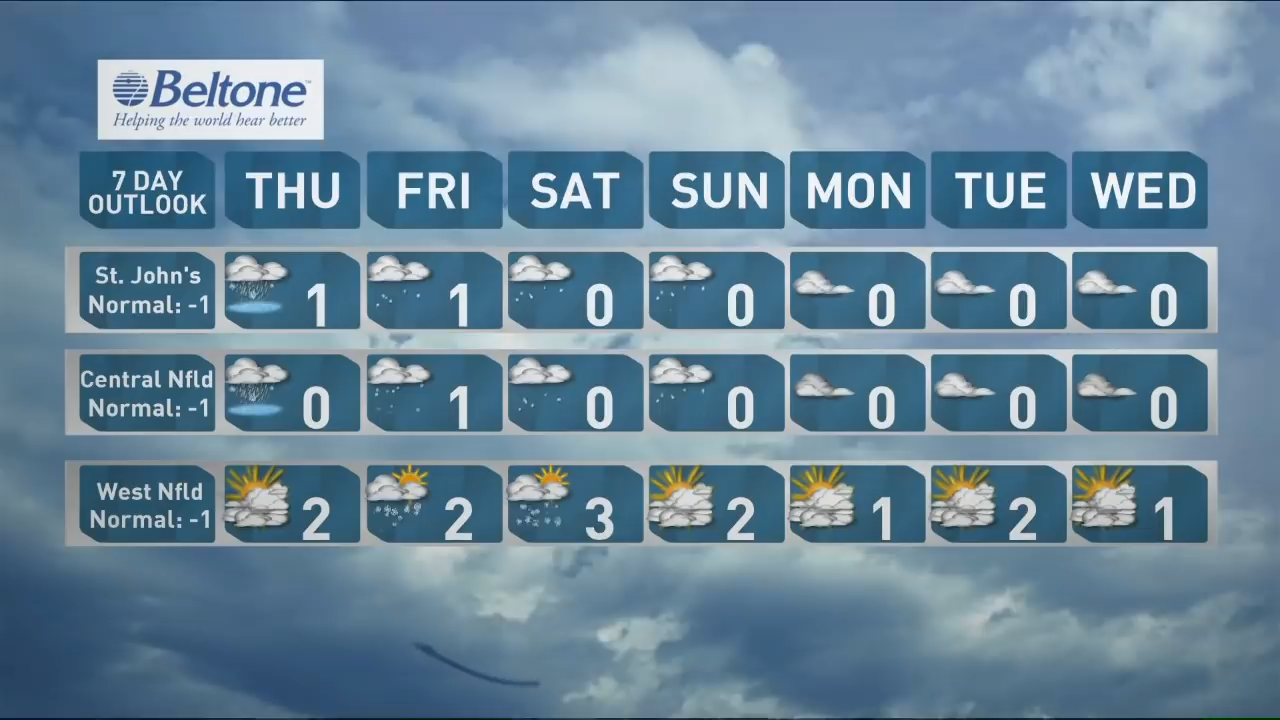 Beltone™
Helping the world hear better
7 DAY
OUTLOOK
THU FRI SAT SUN MON TUE WED
St. John's
Normal: -1
1 1 0 0 0 0 0
Central Nfld
Normal: -1
0 1 0 0 0 0 0
West Nfld
Normal: -1
2 2 3 2 1 2 1